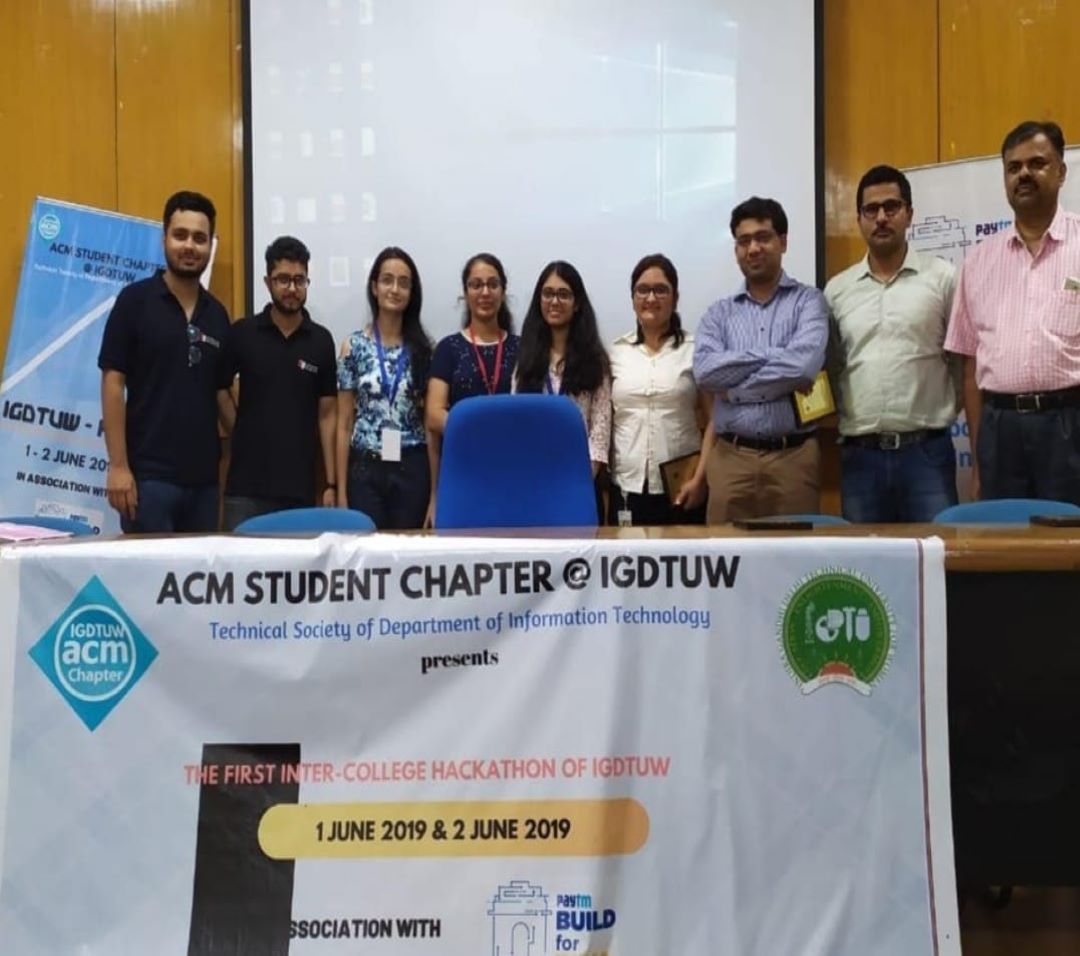 ACM STUDENT CHAPTER
@ IGDTUW
IGDTUW -
1 - 2 JUNE
IN ASSOCIATION
paytm
ACM STUDENT CHAPTER @ IGDTUW
Technical Society of Department of Information Technology
presents
IGDTUW
acm
Chapter
THE FIRST INTER-COLLEGE HACKATHON OF IGDTUW
1 JUNE 2019 & 2 JUNE 2019
SSOCIATION WITH
paytm
BUILD
for